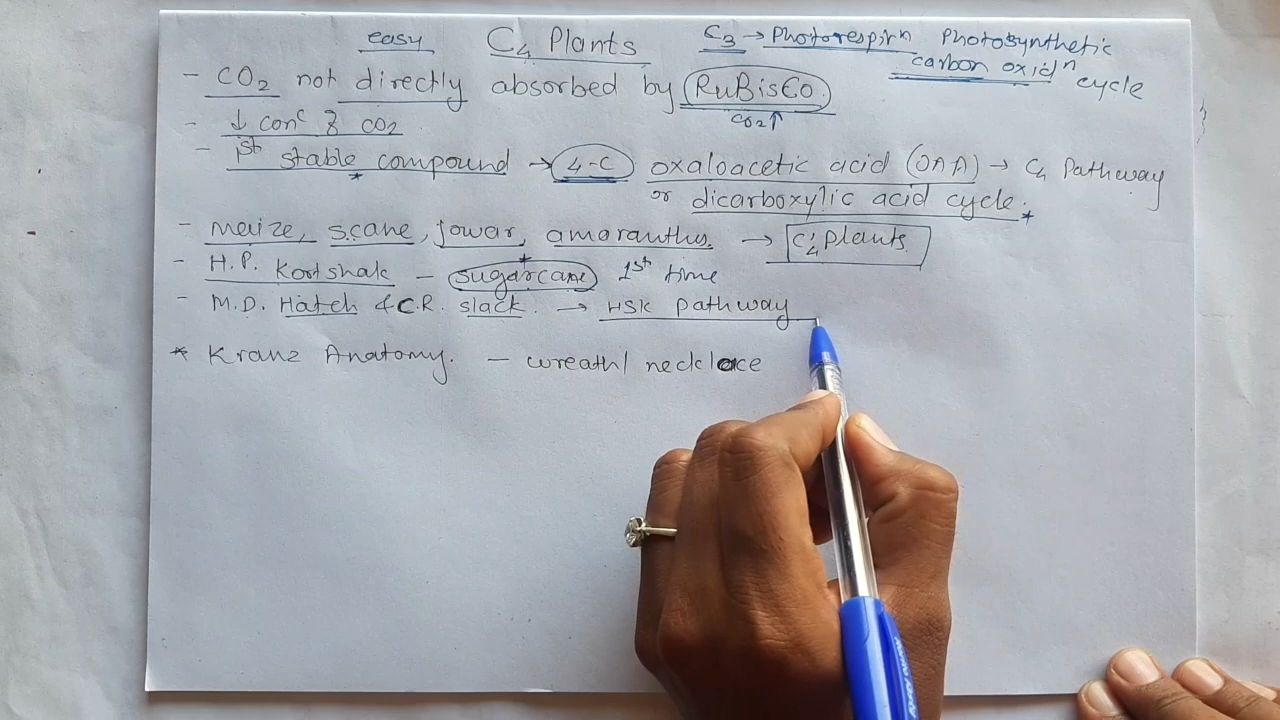 easy C4 Plants C3 → Photorespirⁿ Photosynthetic
carbon oxidⁿ cycle
- CO2 not directly absorbed by RuBisCo
CO2↑
- ↓ concᶜ of CO2
- 1st stable compound → 4-C oxaloacetic acid (OAA) → C4 Pathway
or dicarboxylic acid cycle.
- maize, s.cane, jowar, amaranthus → C4 plants
- H.P. Kortshak - sugarcane 1st time
- M.D. Hatch & C.R. slack. → HSK pathway
* Kranz Anatomy. - wreath/ necklace